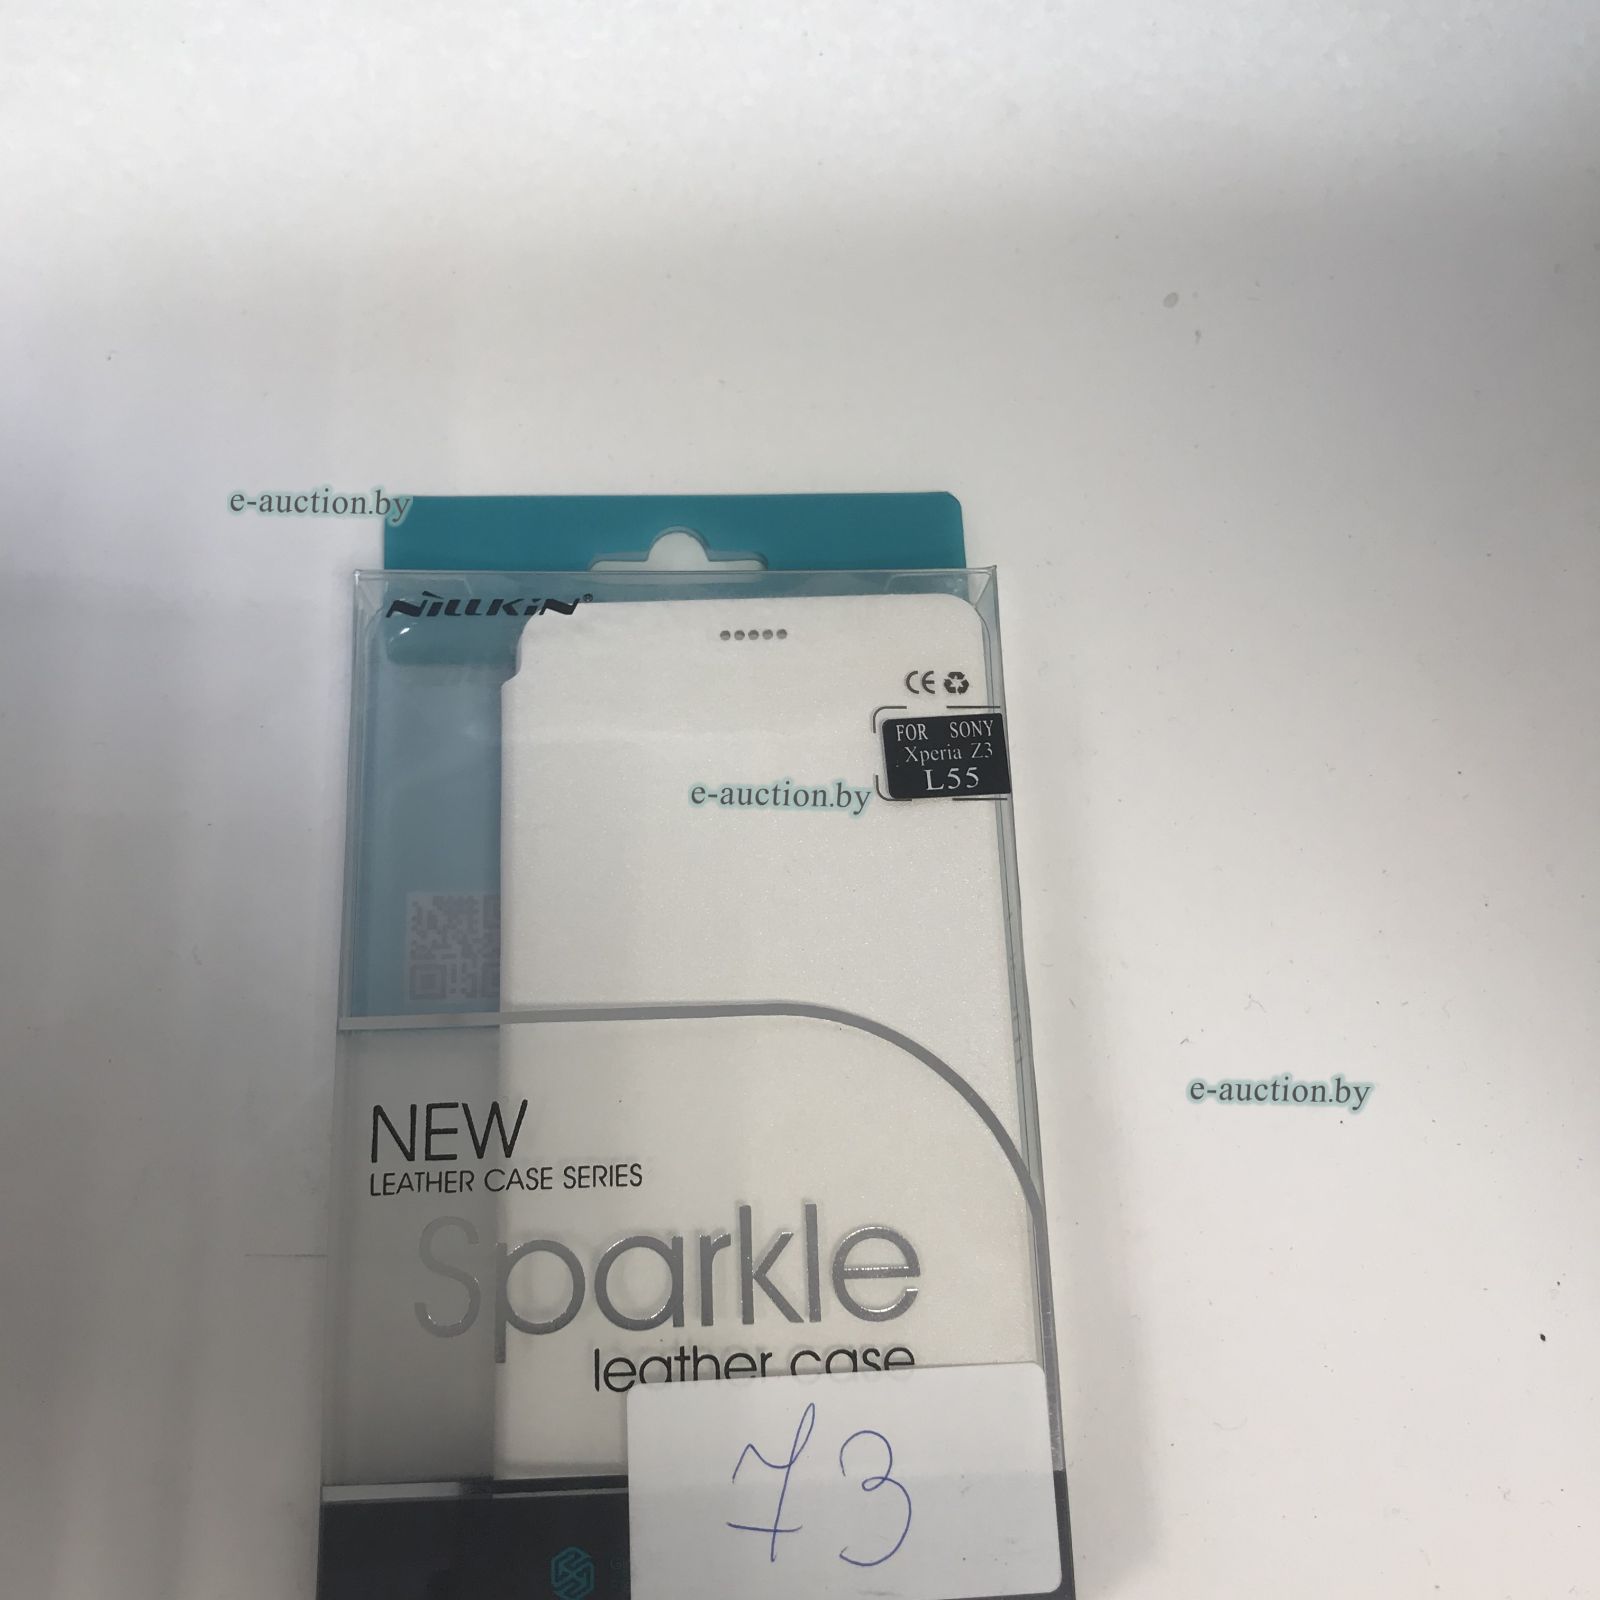 e-auction.by
NILLKIN®
CE
FOR SONY
Xperia Z3
L55
e-auction.by
e-auction.by
NEW
LEATHER CASE SERIES
Sparkle
leather case
73